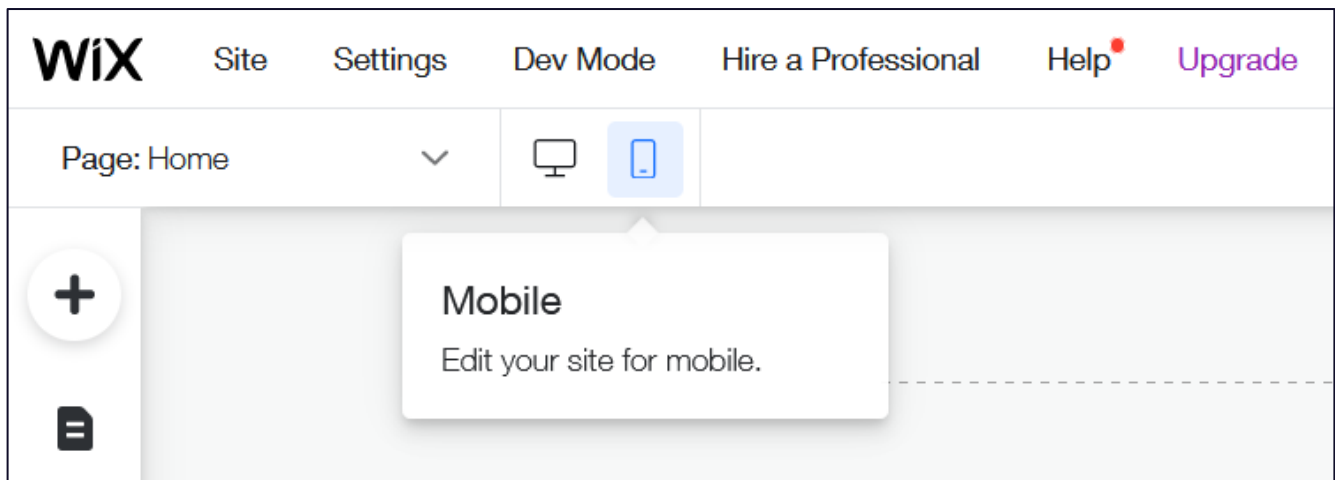 WiX Site Settings Dev Mode Hire a Professional Help Upgrade
Page: Home
Mobile
Edit your site for mobile.